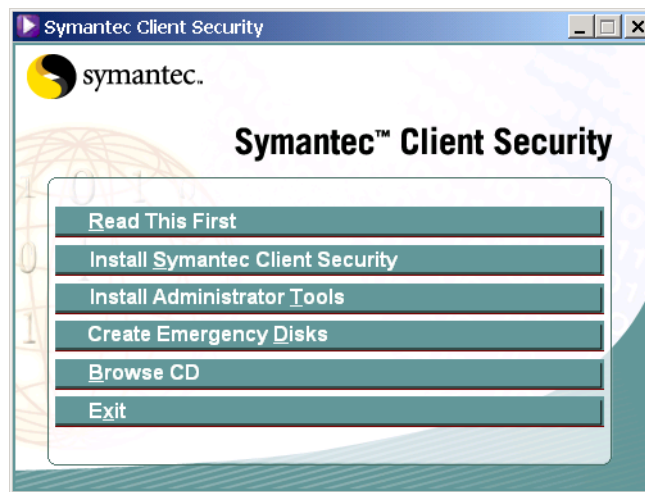 Symantec Client Security
symantec.
Symantec™ Client Security
Read This First
Install Symantec Client Security
Install Administrator Tools
Create Emergency Disks
Browse CD
Exit